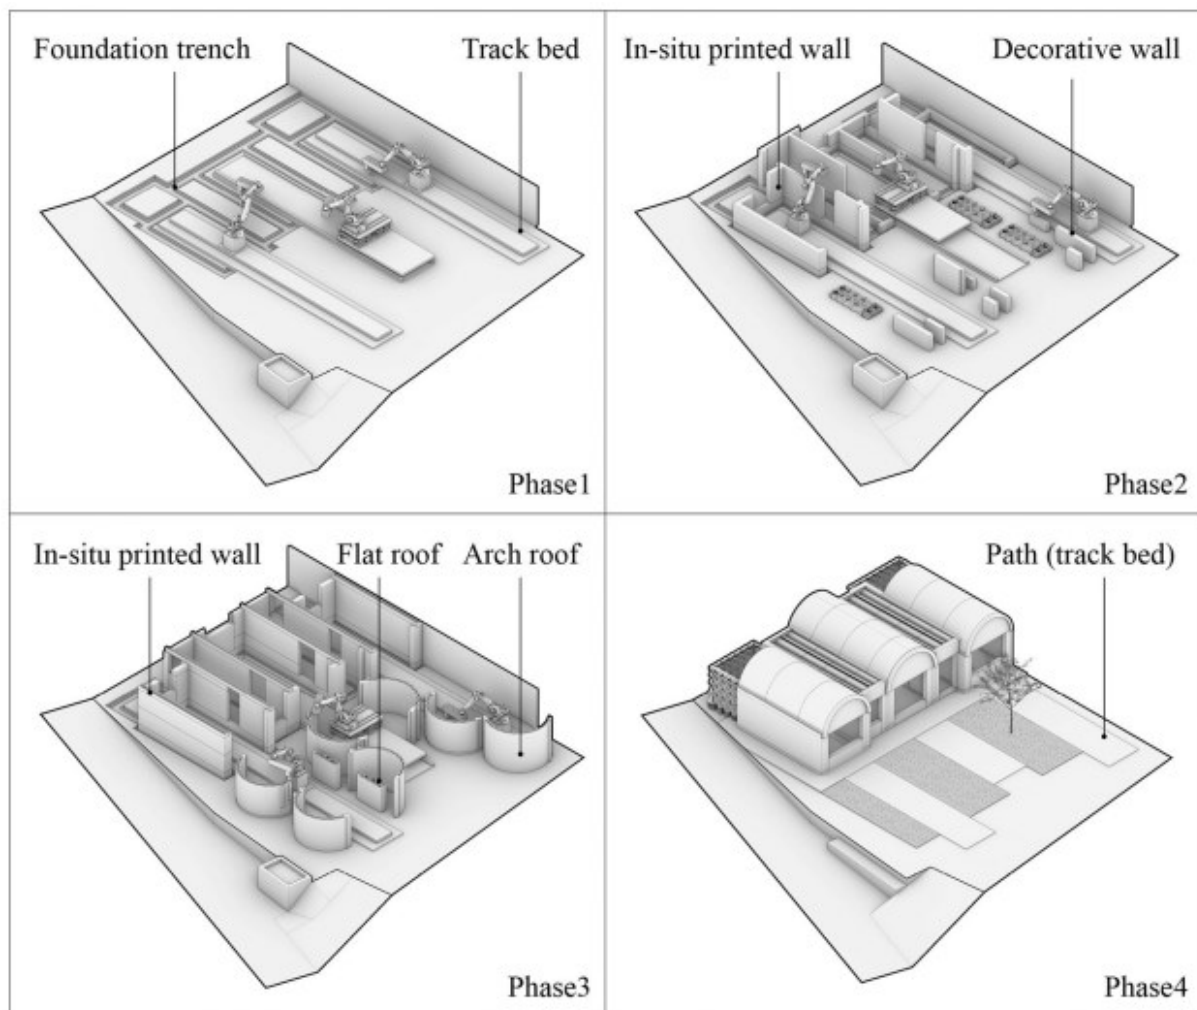 Foundation trench
Track bed
Phase1
In-situ printed wall
Decorative wall
Phase2
In-situ printed wall
Flat roof
Arch roof
Phase3
Path (track bed)
Phase4